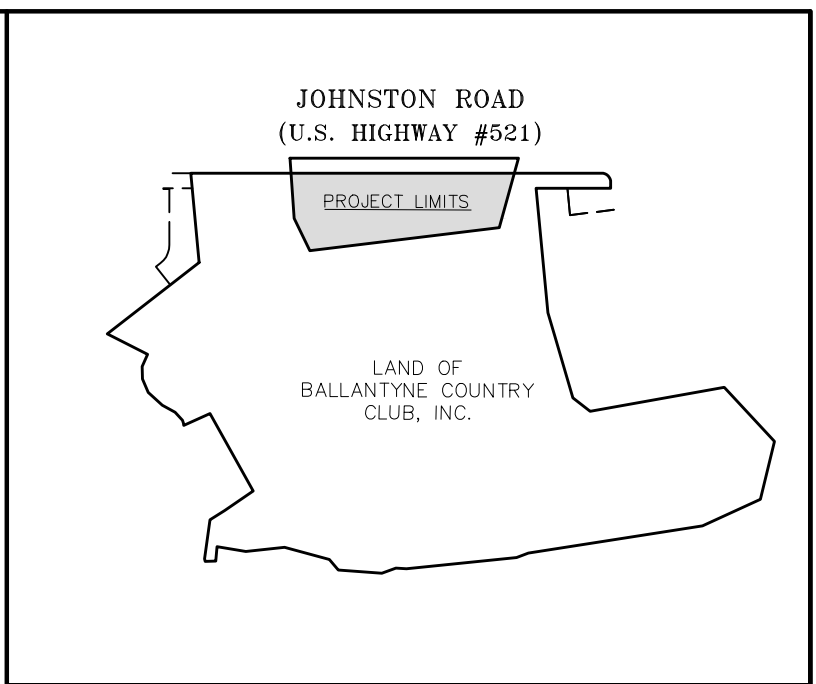 JOHNSTON ROAD
(U.S. HIGHWAY #521)
PROJECT LIMITS
LAND OF
BALLANTYNE COUNTRY
CLUB, INC.